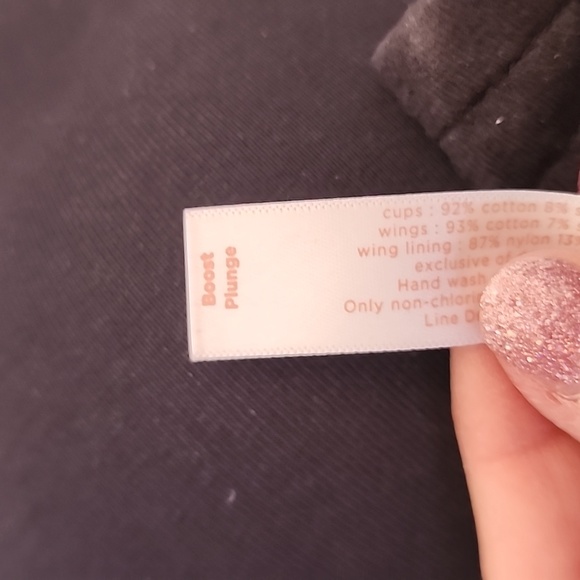 Boost
Plunge
cups : 92% cotton 8%
wings : 93% cotton 7%
wing lining : 87% nylon 13
exclusive of
Hand wash
Only non-chlori
Line